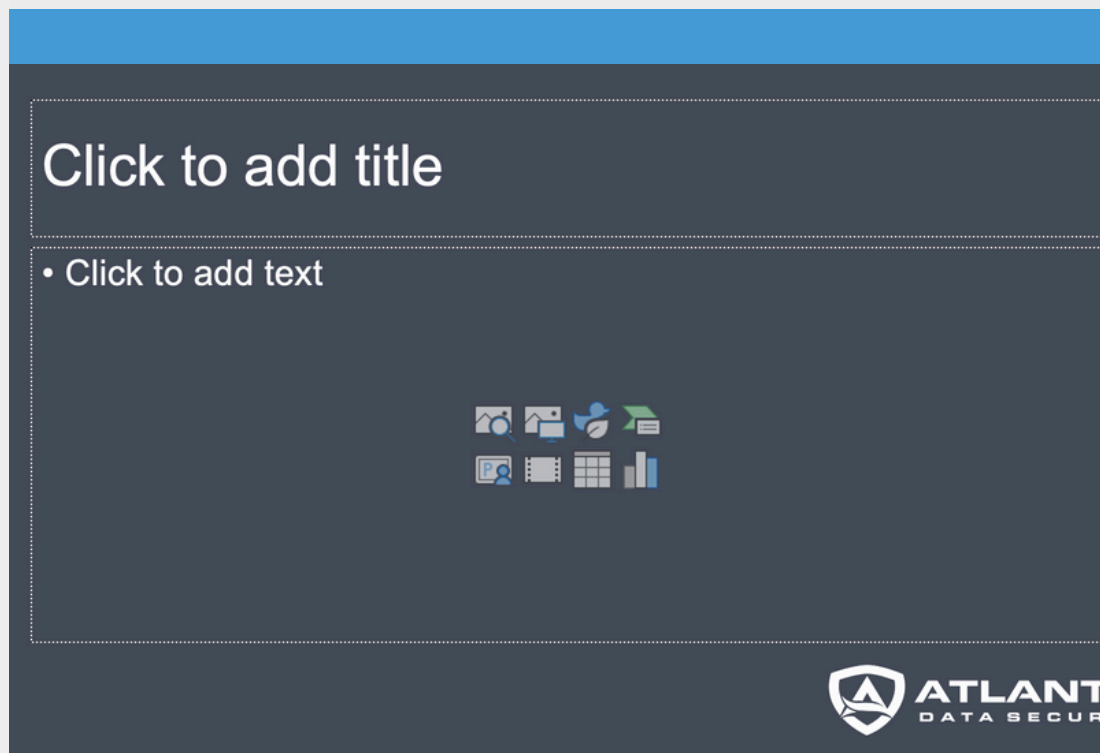 Click to add title
• Click to add text
P
ATLANT
DATA SECUR